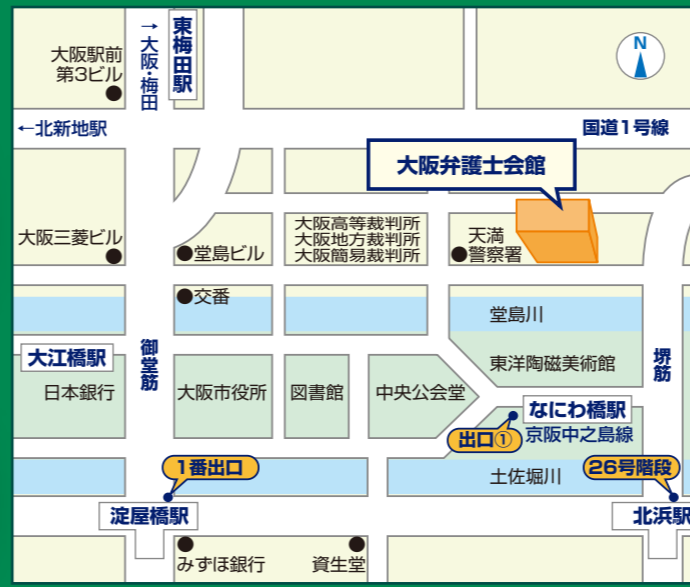 大阪駅前
第3ビル
→大阪・梅田
東梅田駅
N
←北新地駅
国道1号線
大阪弁護士会館
大阪三菱ビル
堂島ビル
大阪高等裁判所
大阪地方裁判所
大阪簡易裁判所
天満
警察署
交番
堂島川
大江橋駅
御堂筋
東洋陶磁美術館
堺筋
日本銀行
大阪市役所
図書館
中央公会堂
なにわ橋駅
出口①
京阪中之島線
1番出口
土佐堀川
26号階段
淀屋橋駅
北浜駅
みずほ銀行
資生堂